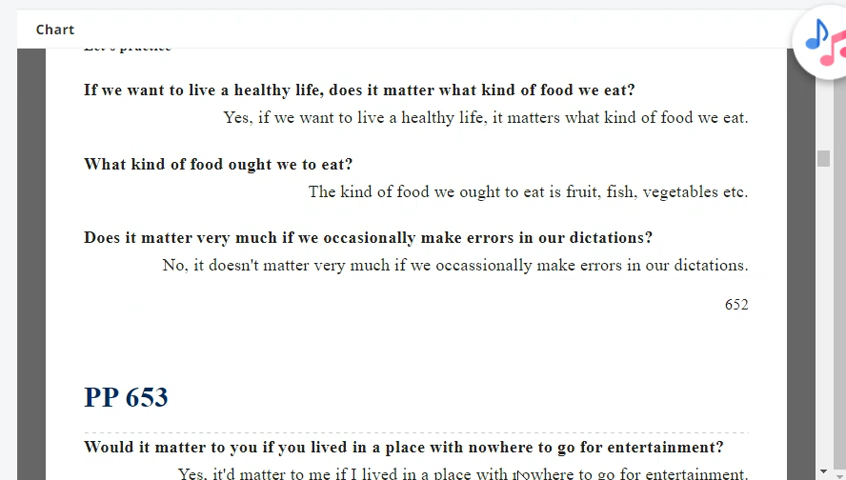 Chart
Let's practice
If we want to live a healthy life, does it matter what kind of food we eat?
Yes, if we want to live a healthy life, it matters what kind of food we eat.
What kind of food ought we to eat?
The kind of food we ought to eat is fruit, fish, vegetables etc.
Does it matter very much if we occasionally make errors in our dictations?
No, it doesn't matter very much if we occassionally make errors in our dictations.
652
PP 653
Would it matter to you if you lived in a place with nowhere to go for entertainment?
Yes, it'd matter to me if I lived in a place with nowhere to go for entertainment.